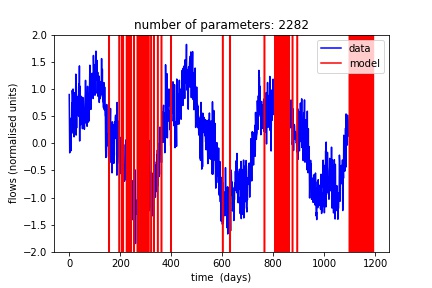 number of parameters: 2282
2.0
1.5
1.0
0.5
0.0
−0.5
−1.0
−1.5
−2.0
flows (normalised units)
data
model
0 200 400 600 800 1000 1200
time (days)